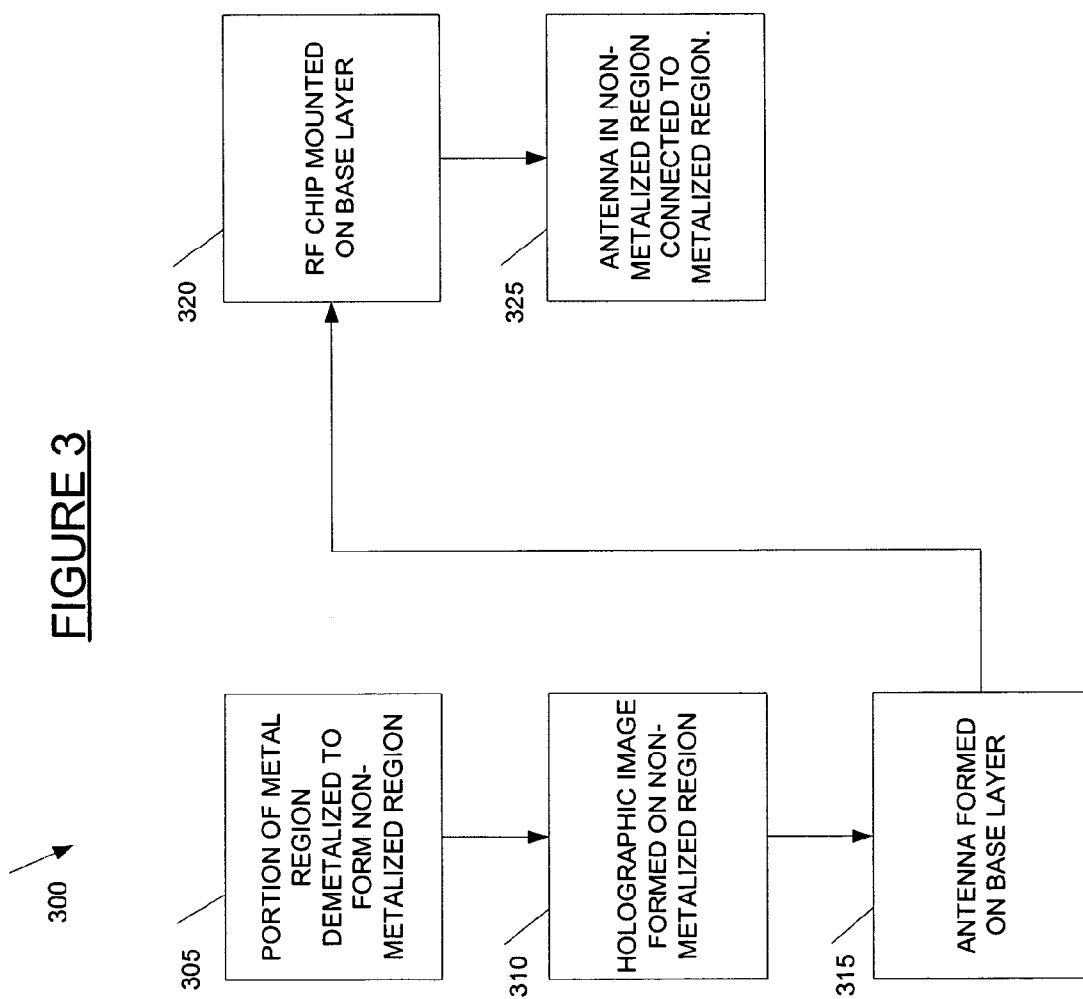 FIGURE 3
300
305
PORTION OF METAL
REGION
DEMETALIZED TO
FORM NON-
METALIZED REGION
310
HOLOGRAPHIC IMAGE
FORMED ON NON-
METALIZED REGION
315
ANTENNA FORMED
ON BASE LAYER
320
RF CHIP MOUNTED
ON BASE LAYER
325
ANTENNA IN NON-
METALIZED REGION
CONNECTED TO
METALIZED REGION.